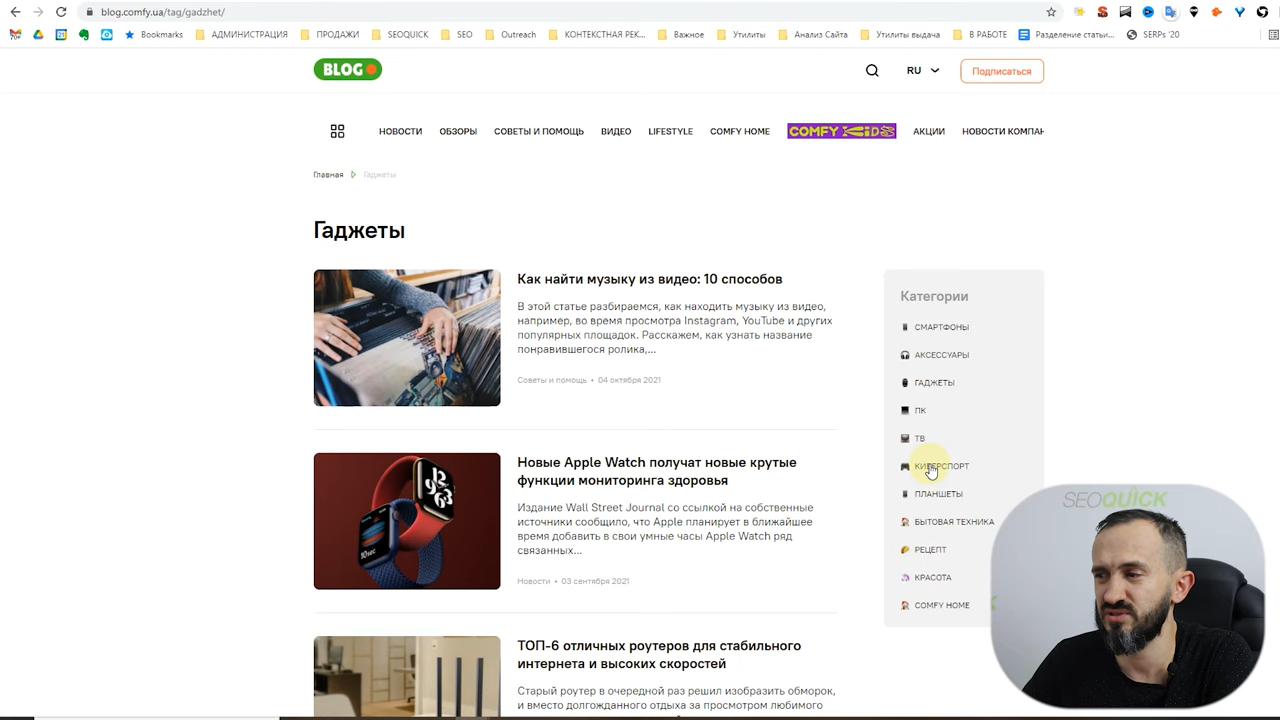 blog.comfy.ua/tag/gadzhet/
Bookmarks АДМИНИСТРАЦИЯ ПРОДАЖИ SEOQUICK SEO Outreach КОНТЕКСТНАЯ РЕК... Важное Утилиты Анализ Сайта Утилиты выдача В РАБОТЕ Разделение статьи... SERPs '20
BLOG
RU
Подписаться
НОВОСТИ ОБЗОРЫ СОВЕТЫ И ПОМОЩЬ ВИДЕО LIFESTYLE COMFY HOME COMFY KIDS АКЦИИ НОВОСТИ КОМПАН
Главная Гаджеты
Гаджеты
Как найти музыку из видео: 10 способов
В этой статье разбираемся, как находить музыку из видео,
например, во время просмотра Instagram, YouTube и других
популярных площадок. Расскажем, как узнать название
понравившегося ролика,...
Советы и помощь • 04 октября 2021
Новые Apple Watch получат новые крутые
функции мониторинга здоровья
Издание Wall Street Journal со ссылкой на собственные
источники сообщило, что Apple планирует в ближайшее
время добавить в свои умные часы Apple Watch ряд
связанных...
Новости • 03 сентября 2021
ТОП-6 отличных роутеров для стабильного
интернета и высоких скоростей
Старый роутер в очередной раз решил изобразить обморок,
и вместо долгожданного отдыха за просмотром любимого
Категории
СМАРТФОНЫ
АКСЕССУАРЫ
ГАДЖЕТЫ
ПК
ТВ
КИБЕРСПОРТ
ПЛАНШЕТЫ
БЫТОВАЯ ТЕХНИКА
РЕЦЕПТ
КРАСОТА
COMFY HOME
SEOQUICK